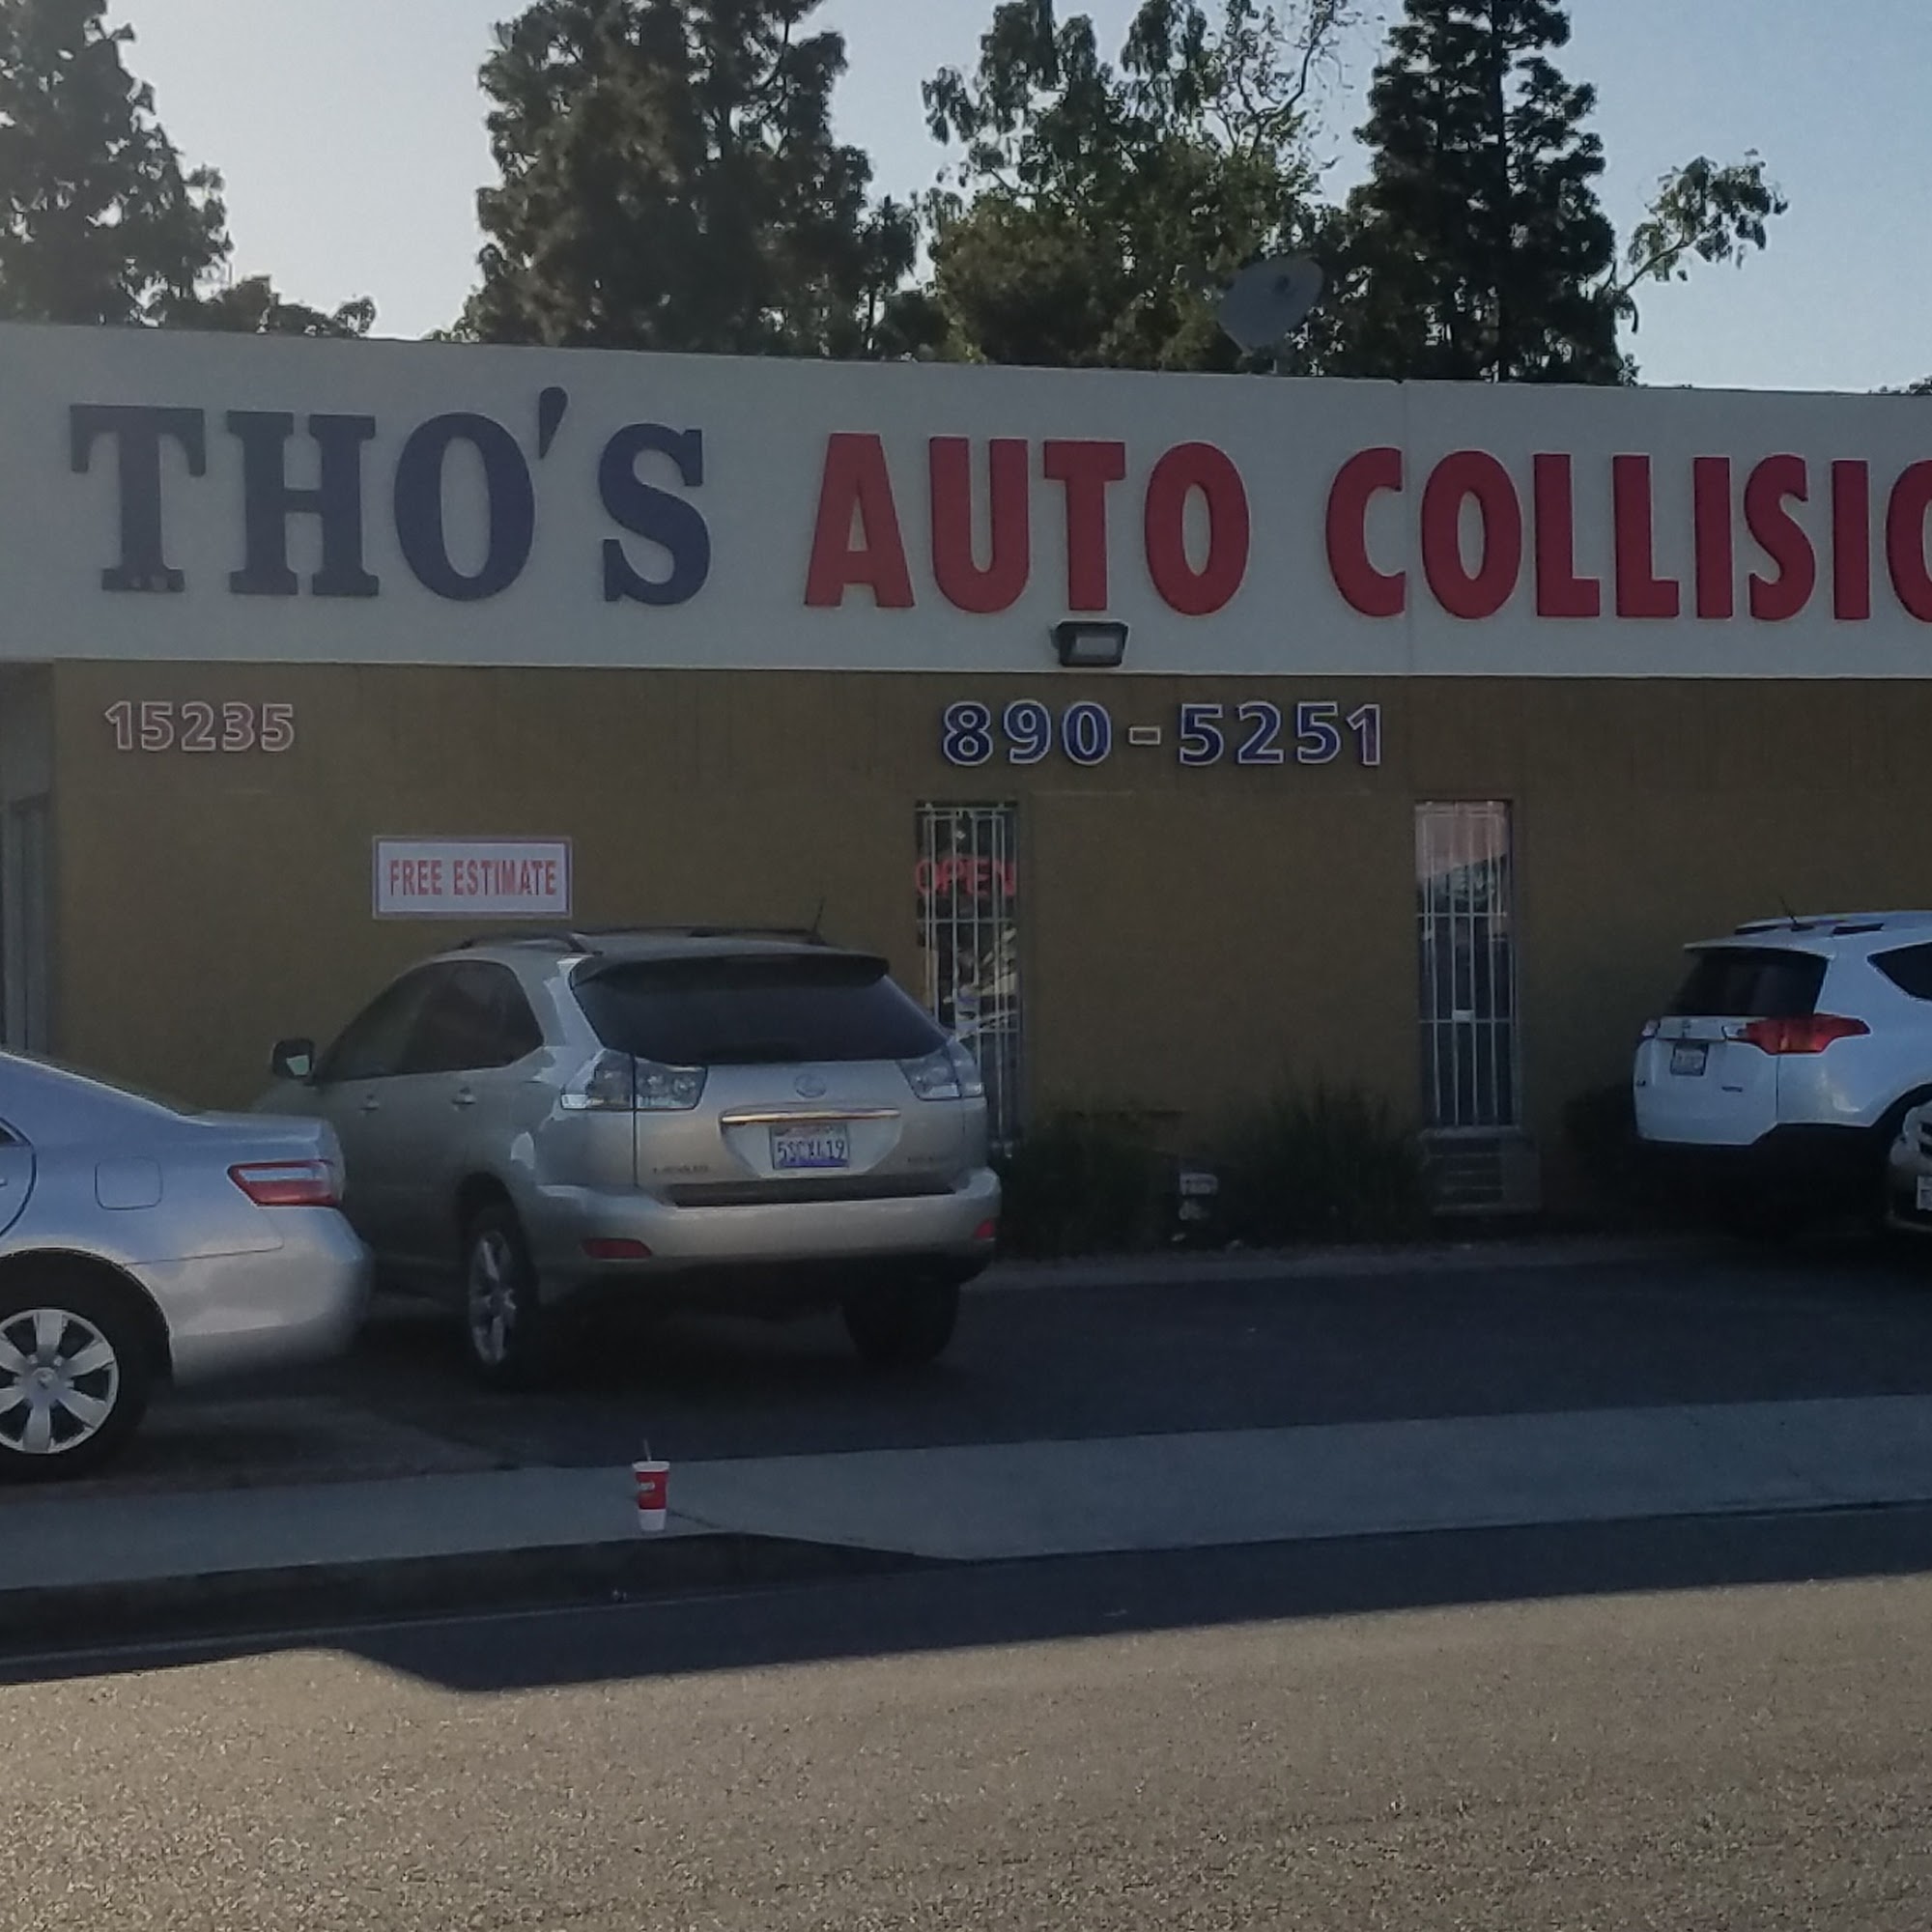 THO'S AUTO COLLISIO
15235
890-5251
FREE ESTIMATE
OPEN